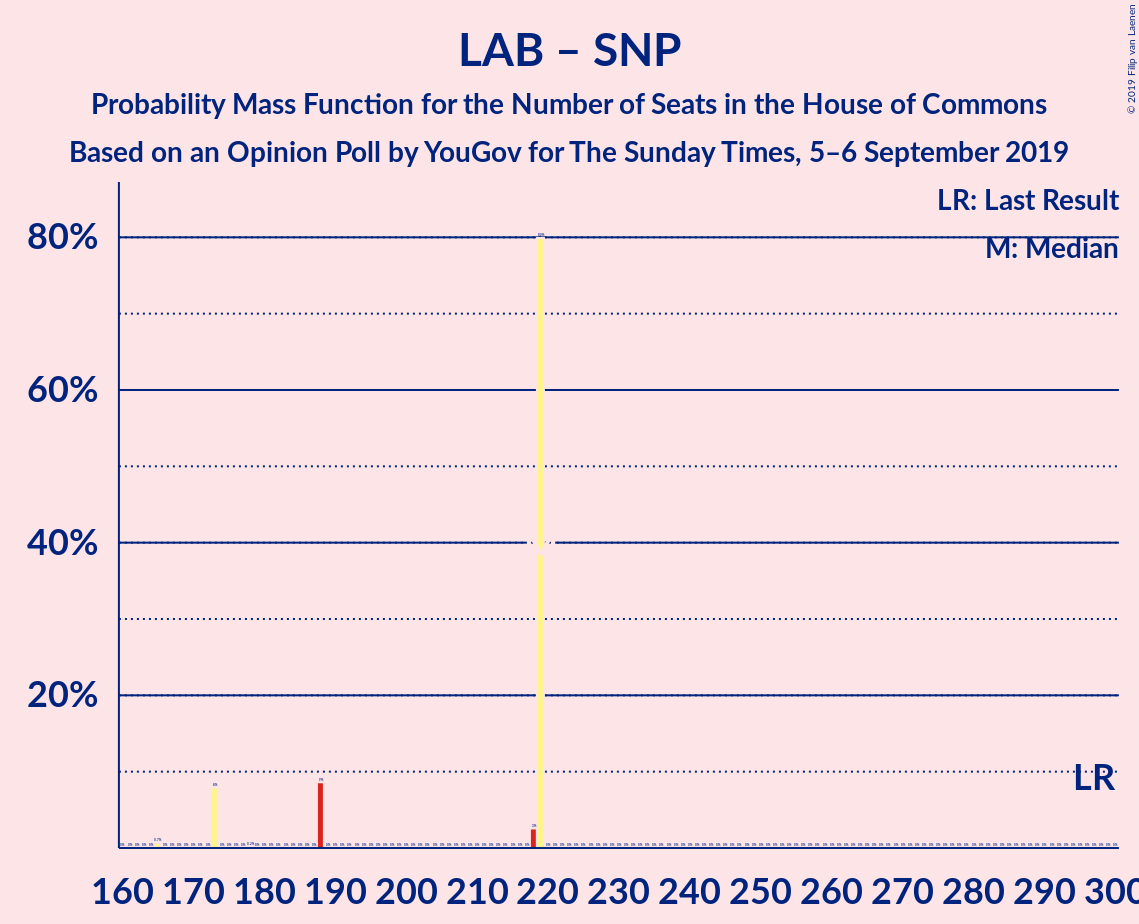 LAB – SNP
Probability Mass Function for the Number of Seats in the House of Commons
Based on an Opinion Poll by YouGov for The Sunday Times, 5–6 September 2019
© 2019 Filip van Laenen
LR: Last Result
M: Median
80%
60%
40%
20%
LR
160 170 180 190 200 210 220 230 240 250 260 270 280 290 300